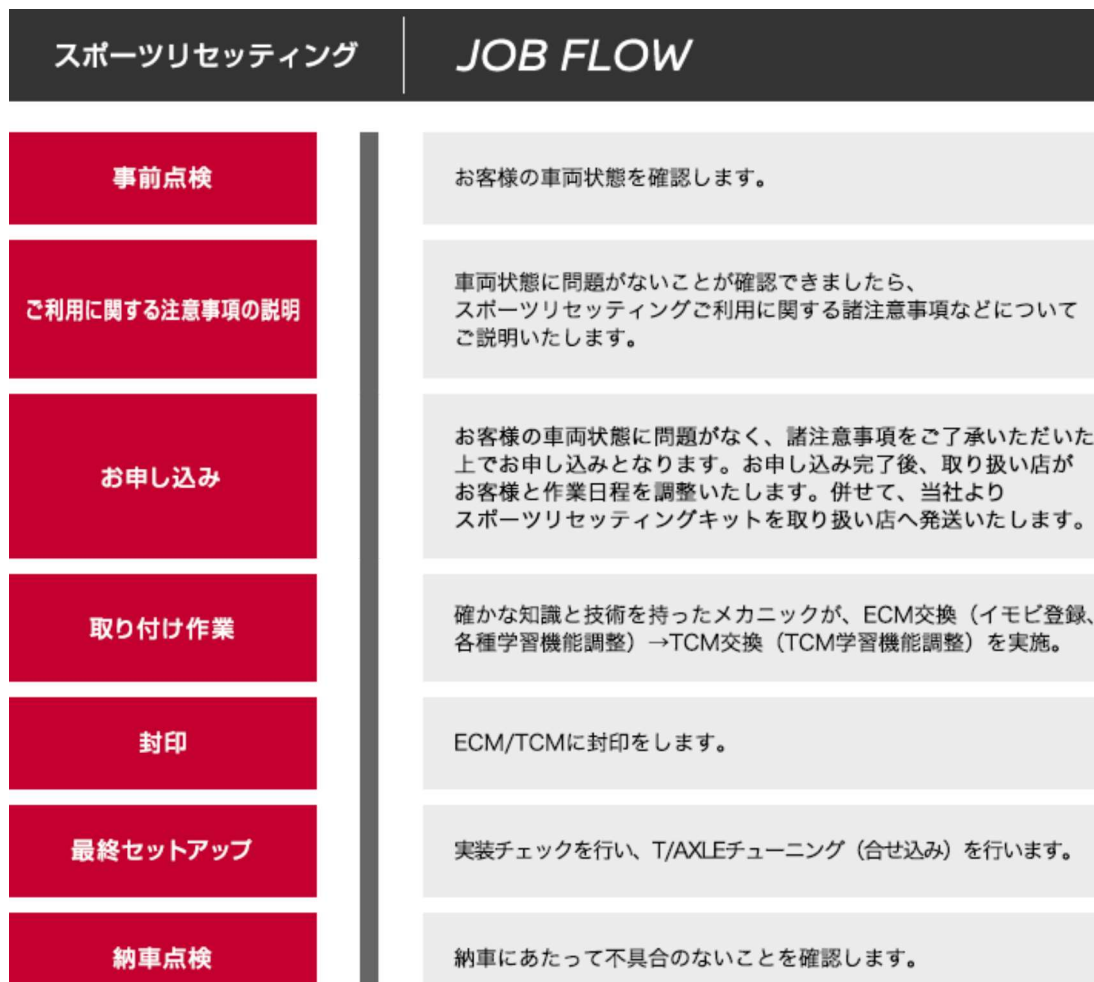 スポーツリセッティング
JOB FLOW
事前点検
お客様の車両状態を確認します。
ご利用に関する注意事項の説明
車両状態に問題がないことが確認できましたら、
スポーツリセッティングご利用に関する諸注意事項などについて
ご説明いたします。
お申し込み
お客様の車両状態に問題がなく、諸注意事項をご了承いただいた
上でお申し込みとなります。お申し込み完了後、取り扱い店が
お客様と作業日程を調整いたします。併せて、当社より
スポーツリセッティングキットを取り扱い店へ発送いたします。
取り付け作業
確かな知識と技術を持ったメカニックが、ECM交換（イモビ登録、
各種学習機能調整）→TCM交換（TCM学習機能調整）を実施。
封印
ECM/TCMに封印をします。
最終セットアップ
実装チェックを行い、T/AXLEチューニング（合せ込み）を行います。
納車点検
納車にあたって不具合のないことを確認します。